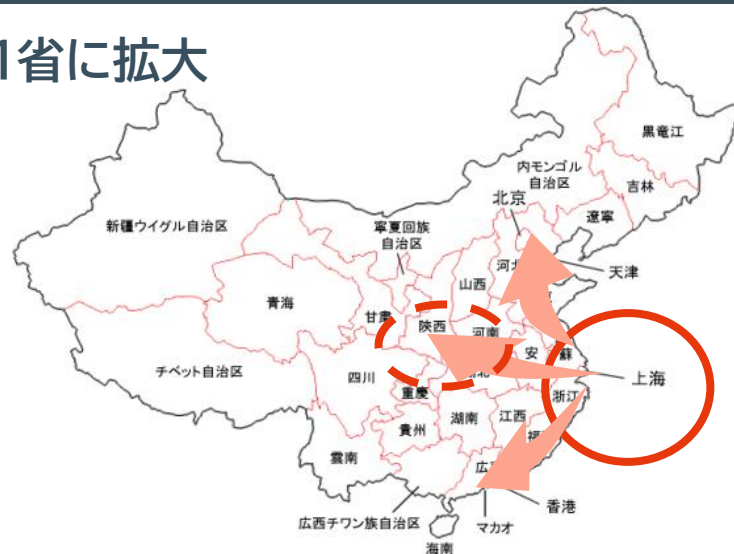 1省に拡大
黒竜江
内モンゴル
自治区
吉林
北京
遼寧
新疆ウイグル自治区
寧夏回族
自治区
河北
天津
山西
青海
甘粛
陝西
河南
安
蘇
上海
チベット自治区
四川
重慶
浙江
湖南
江西
貴州
雲南
香港
広西チワン族自治区
マカオ
海南